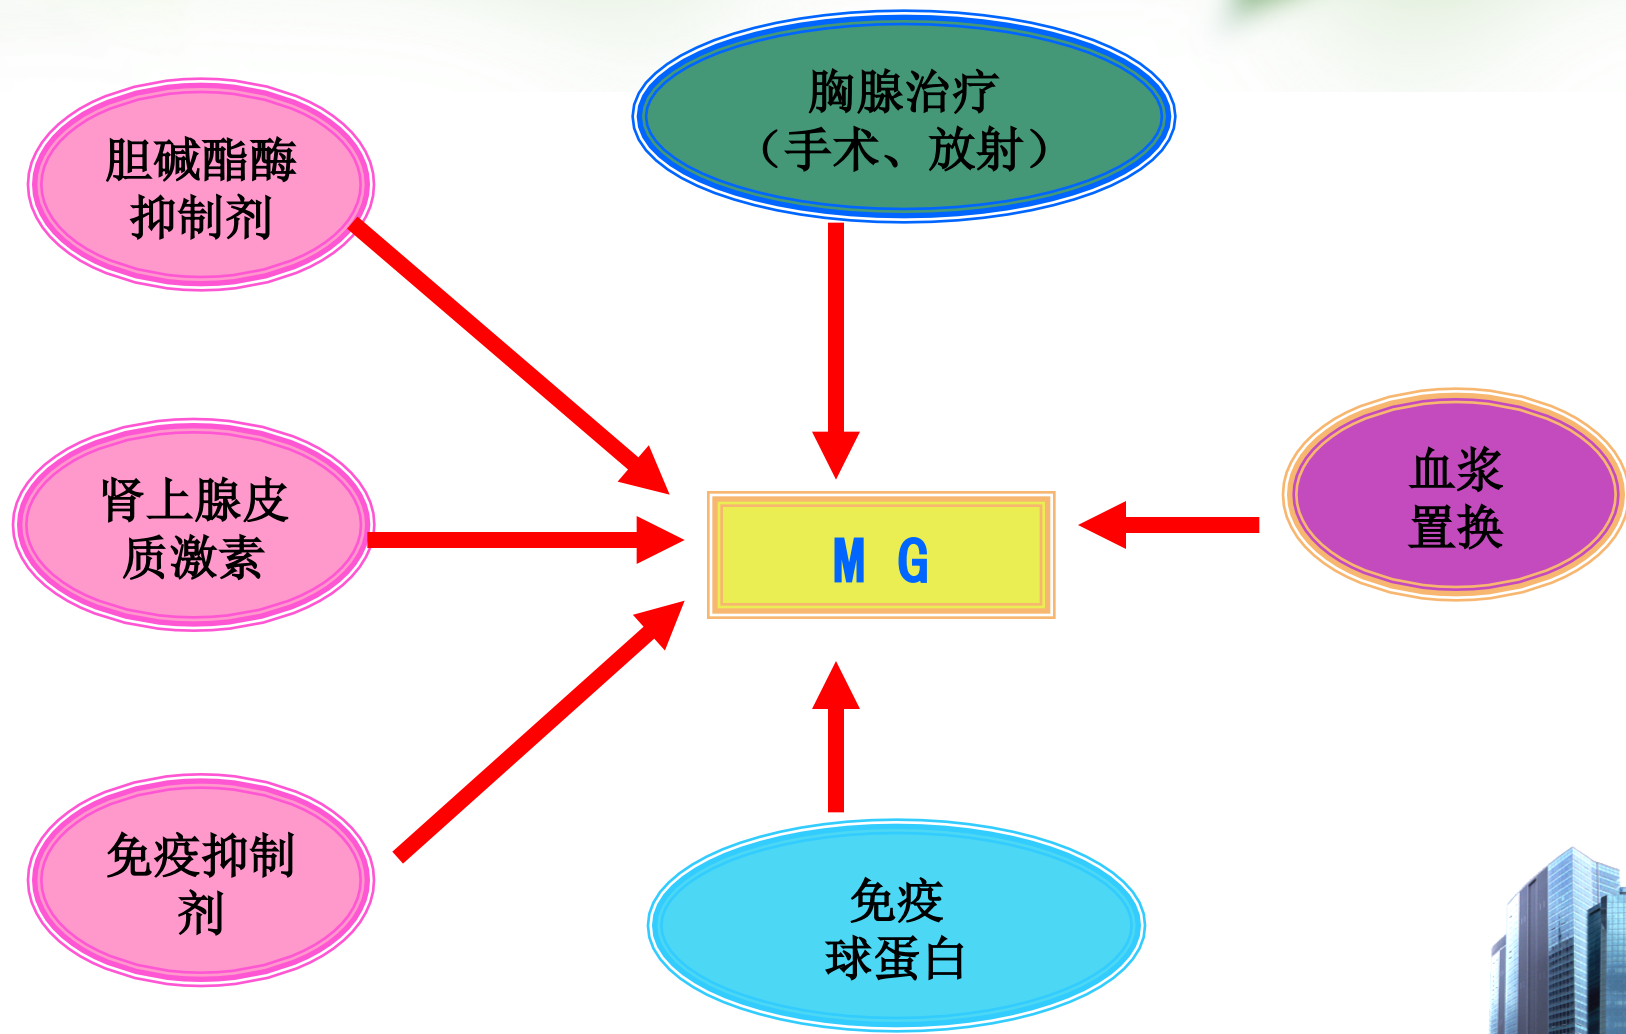 胸腺治疗
（手术、放射）
胆碱酯酶
抑制剂
肾上腺皮
质激素
M G
血浆
置换
免疫抑制
剂
免疫
球蛋白